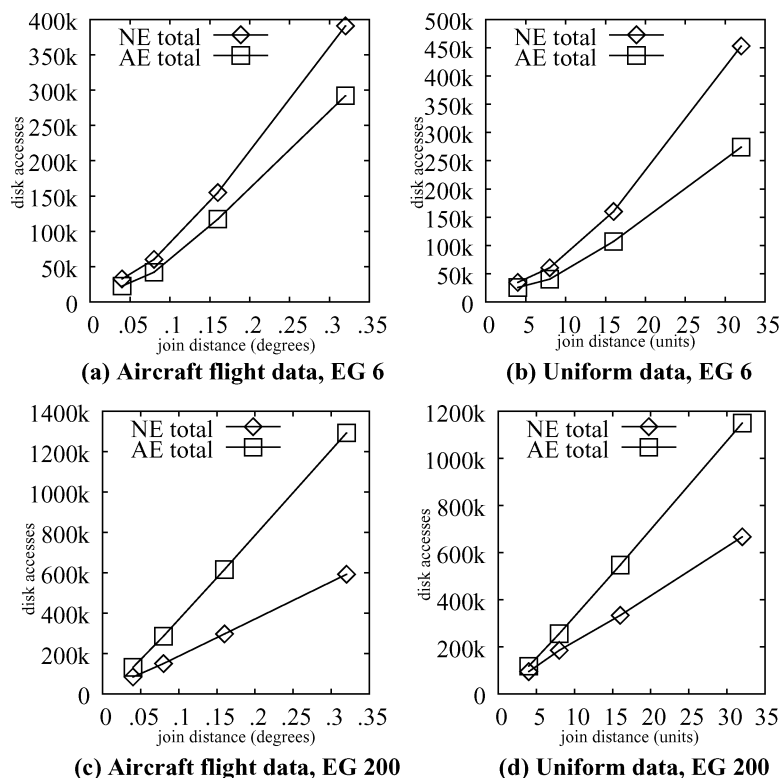 400k
350k
300k
250k
200k
150k
100k
50k
0
disk accesses
NE total
AE total
0 .05 .1 .15 .2 .25 .3 .35
join distance (degrees)
(a) Aircraft flight data, EG 6
500k
450k
400k
350k
300k
250k
200k
150k
100k
50k
0
disk accesses
NE total
AE total
0 5 10 15 20 25 30 35
join distance (units)
(b) Uniform data, EG 6
1400k
1200k
1000k
800k
600k
400k
200k
0
disk accesses
NE total
AE total
0 .05 .1 .15 .2 .25 .3 .35
join distance (degrees)
(c) Aircraft flight data, EG 200
1200k
1000k
800k
600k
400k
200k
0
disk accesses
NE total
AE total
0 5 10 15 20 25 30 35
join distance (units)
(d) Uniform data, EG 200